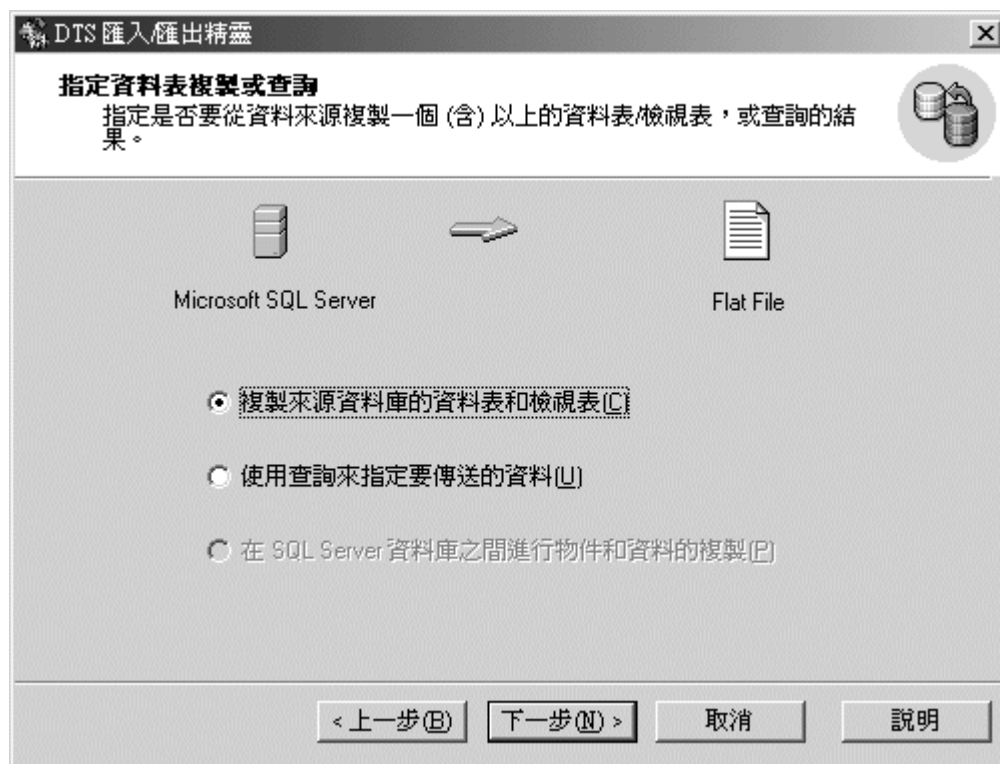 DTS 匯入/匯出精靈
指定資料表複製或查詢
指定是否要從資料來源複製一個 (含) 以上的資料表/檢視表，或查詢的結
果。
Microsoft SQL Server
Flat File
複製來源資料庫的資料表和檢視表(C)
使用查詢來指定要傳送的資料(U)
在 SQL Server 資料庫之間進行物件和資料的複製(P)
< 上一步(B)
下一步(N) >
取消
說明